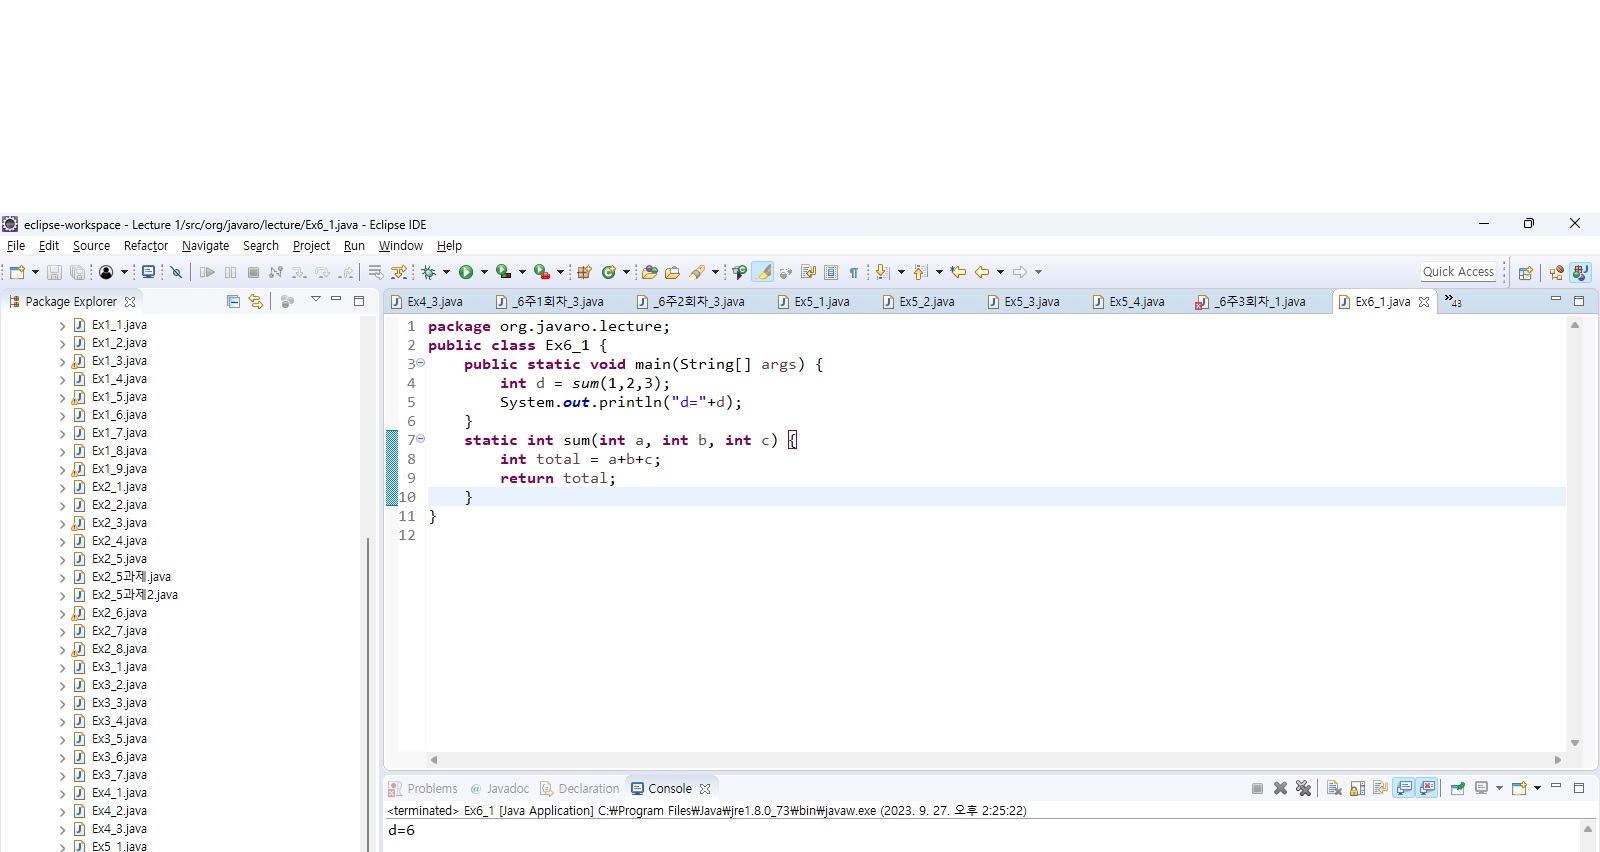 eclipse-workspace - Lecture 1/src/org/javaro/lecture/Ex6_1.java - Eclipse IDE
File Edit Source Refactor Navigate Search Project Run Window Help
Quick Access
Package Explorer
Ex4_3.java _6주1회차_3.java _6주2회차_3.java Ex5_1.java Ex5_2.java Ex5_3.java Ex5_4.java _6주3회차_1.java Ex6_1.java »43
Ex1_1.java
Ex1_2.java
Ex1_3.java
Ex1_4.java
Ex1_5.java
Ex1_6.java
Ex1_7.java
Ex1_8.java
Ex1_9.java
Ex2_1.java
Ex2_2.java
Ex2_3.java
Ex2_4.java
Ex2_5.java
Ex2_5과제.java
Ex2_5과제2.java
Ex2_6.java
Ex2_7.java
Ex2_8.java
Ex3_1.java
Ex3_2.java
Ex3_3.java
Ex3_4.java
Ex3_5.java
Ex3_6.java
Ex3_7.java
Ex4_1.java
Ex4_2.java
Ex4_3.java
Ex5_1.java
1 package org.javaro.lecture;
2 public class Ex6_1 {
3 public static void main(String[] args) {
4 int d = sum(1,2,3);
5 System.out.println("d="+d);
6 }
7 static int sum(int a, int b, int c) {
8 int total = a+b+c;
9 return total;
10 }
11 }
12
Problems @ Javadoc Declaration Console
<terminated> Ex6_1 [Java Application] C:₩Program Files₩Java₩jre1.8.0_73₩bin₩javaw.exe (2023. 9. 27. 오후 2:25:22)
d=6